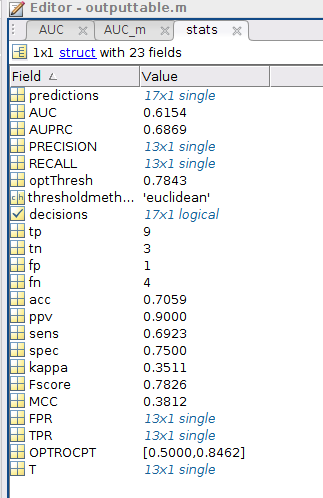 Editor - outputtable.m
AUC AUC_m stats
1x1 struct with 23 fields
Field Value
predictions 17x1 single
AUC 0.6154
AUPRC 0.6869
PRECISION 13x1 single
RECALL 13x1 single
optThresh 0.7843
thresholdmeth... 'euclidean'
decisions 17x1 logical
tp 9
tn 3
fp 1
fn 4
acc 0.7059
ppv 0.9000
sens 0.6923
spec 0.7500
kappa 0.3511
Fscore 0.7826
MCC 0.3812
FPR 13x1 single
TPR 13x1 single
OPTROCPT [0.5000,0.8462]
T 13x1 single